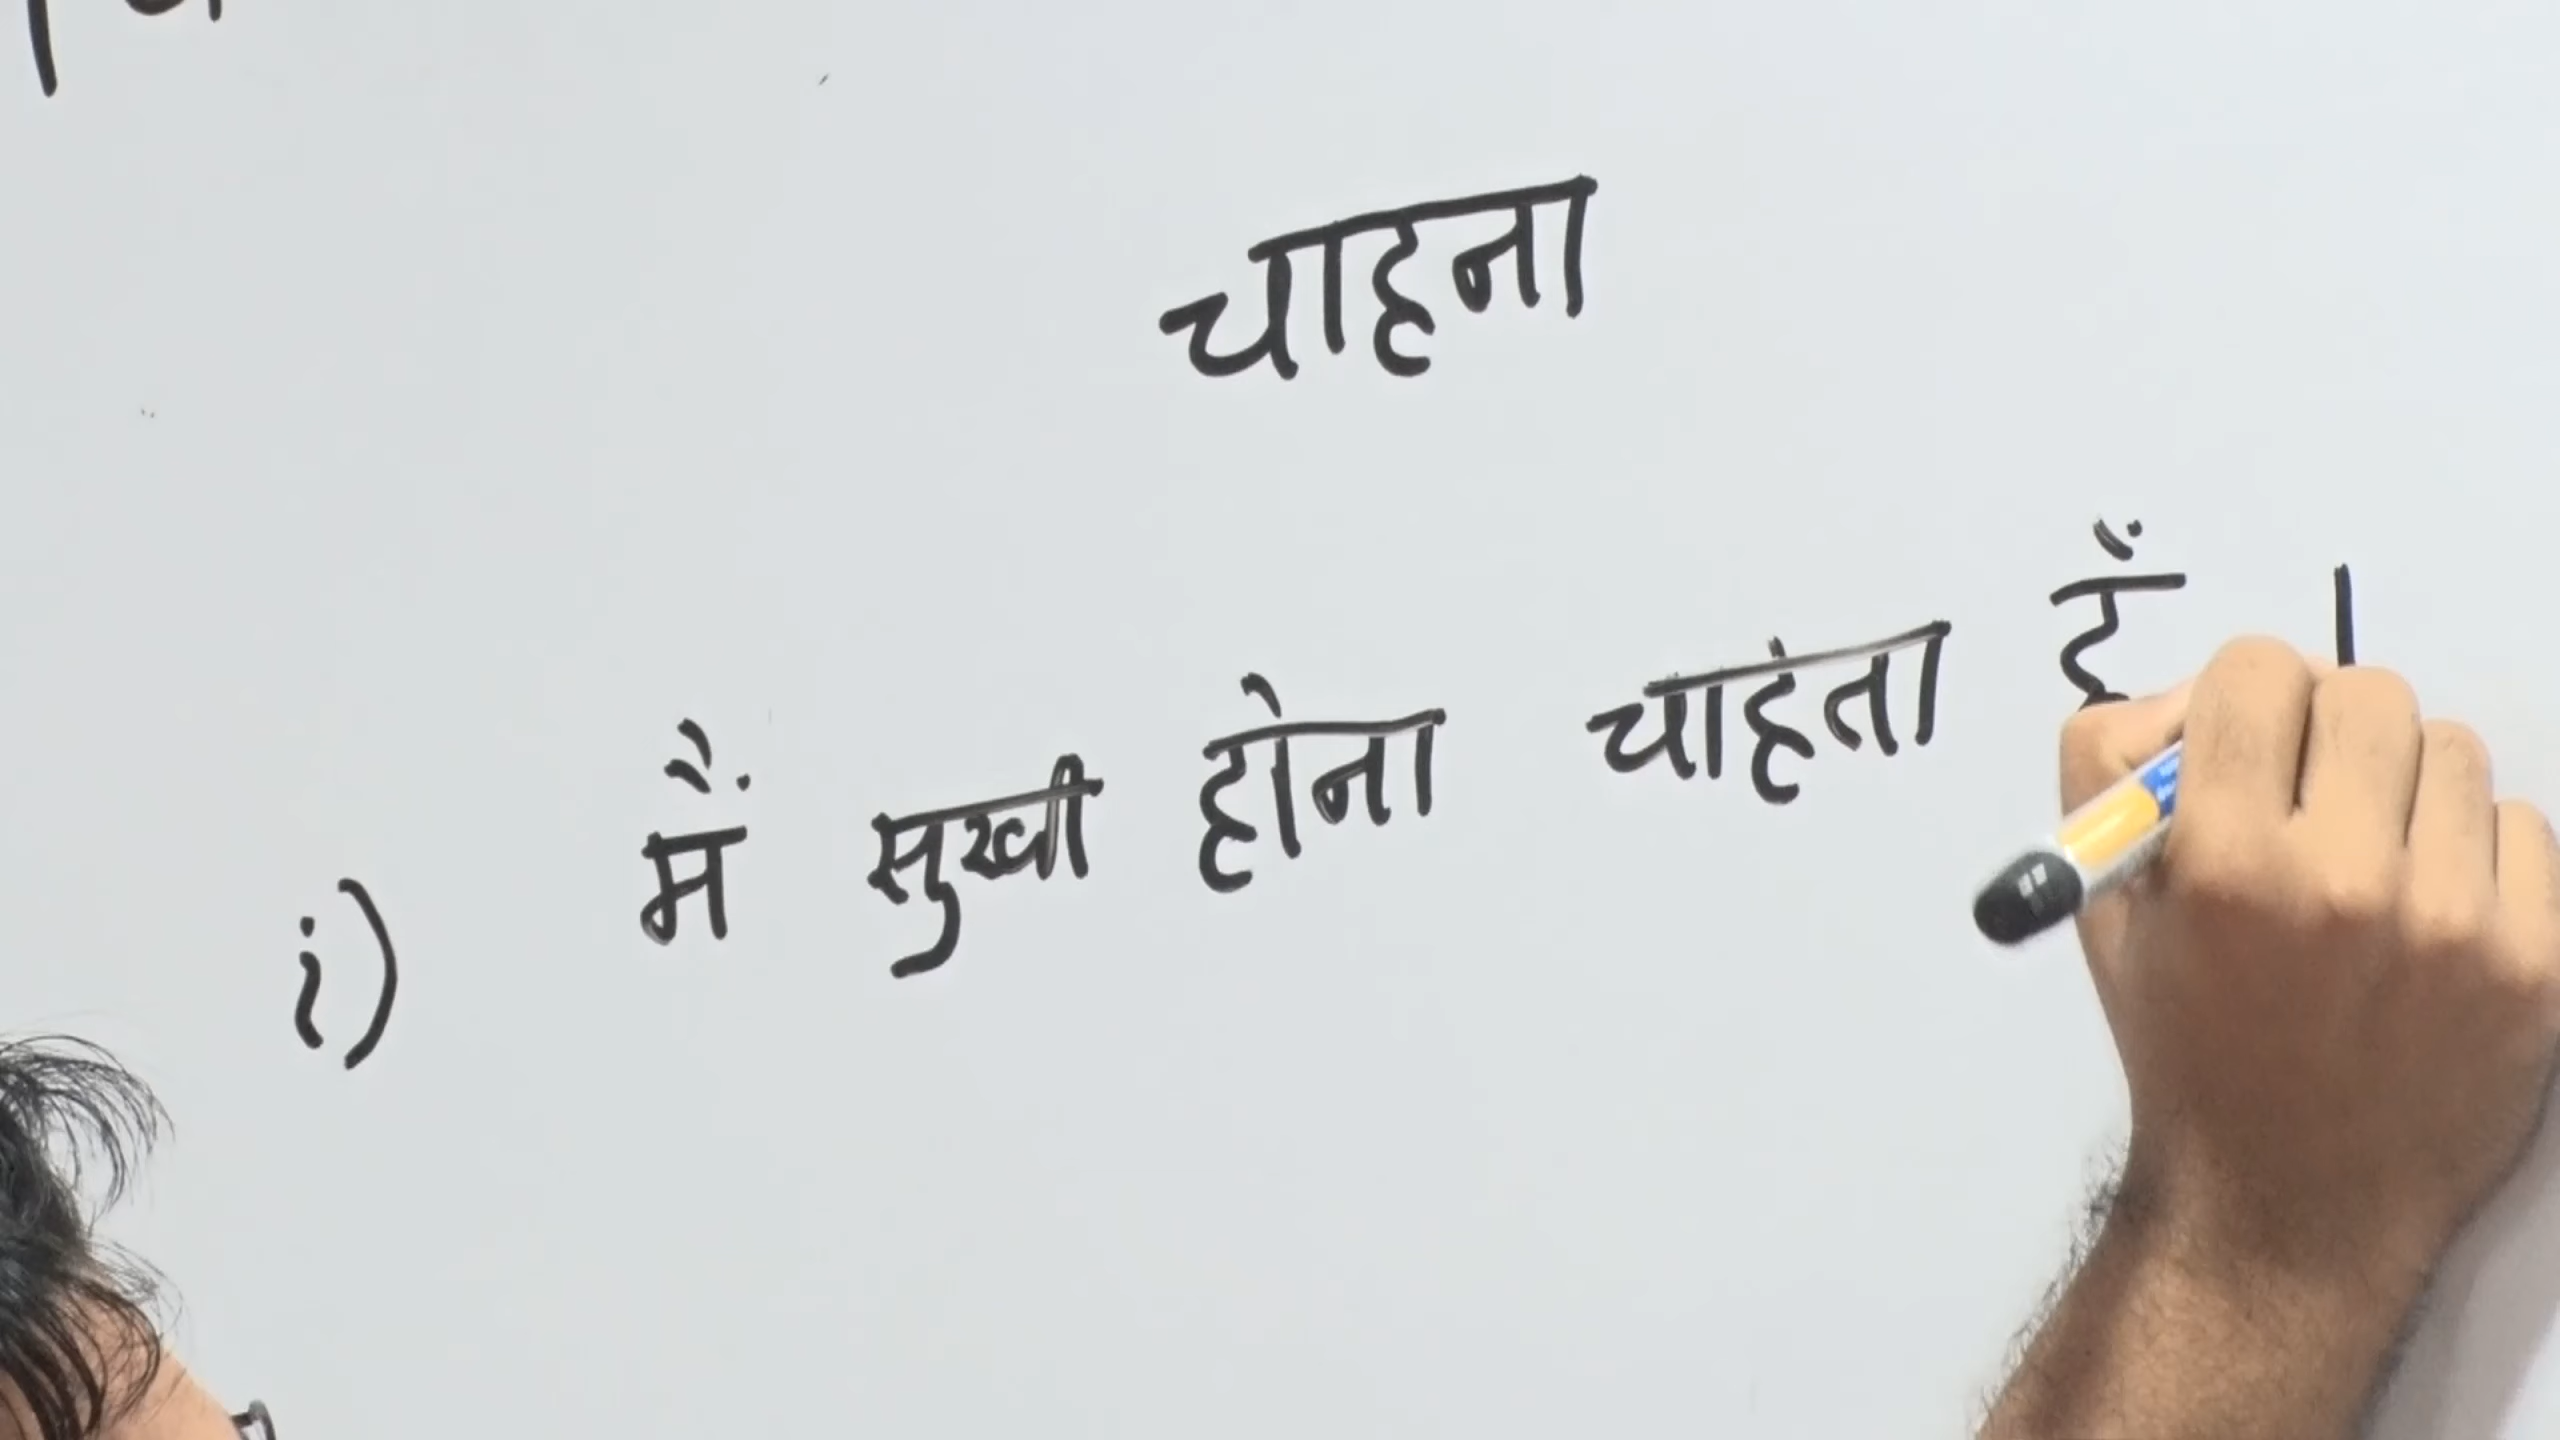 चाहना
i) मैं सुखी होना चाहता हूँ ।